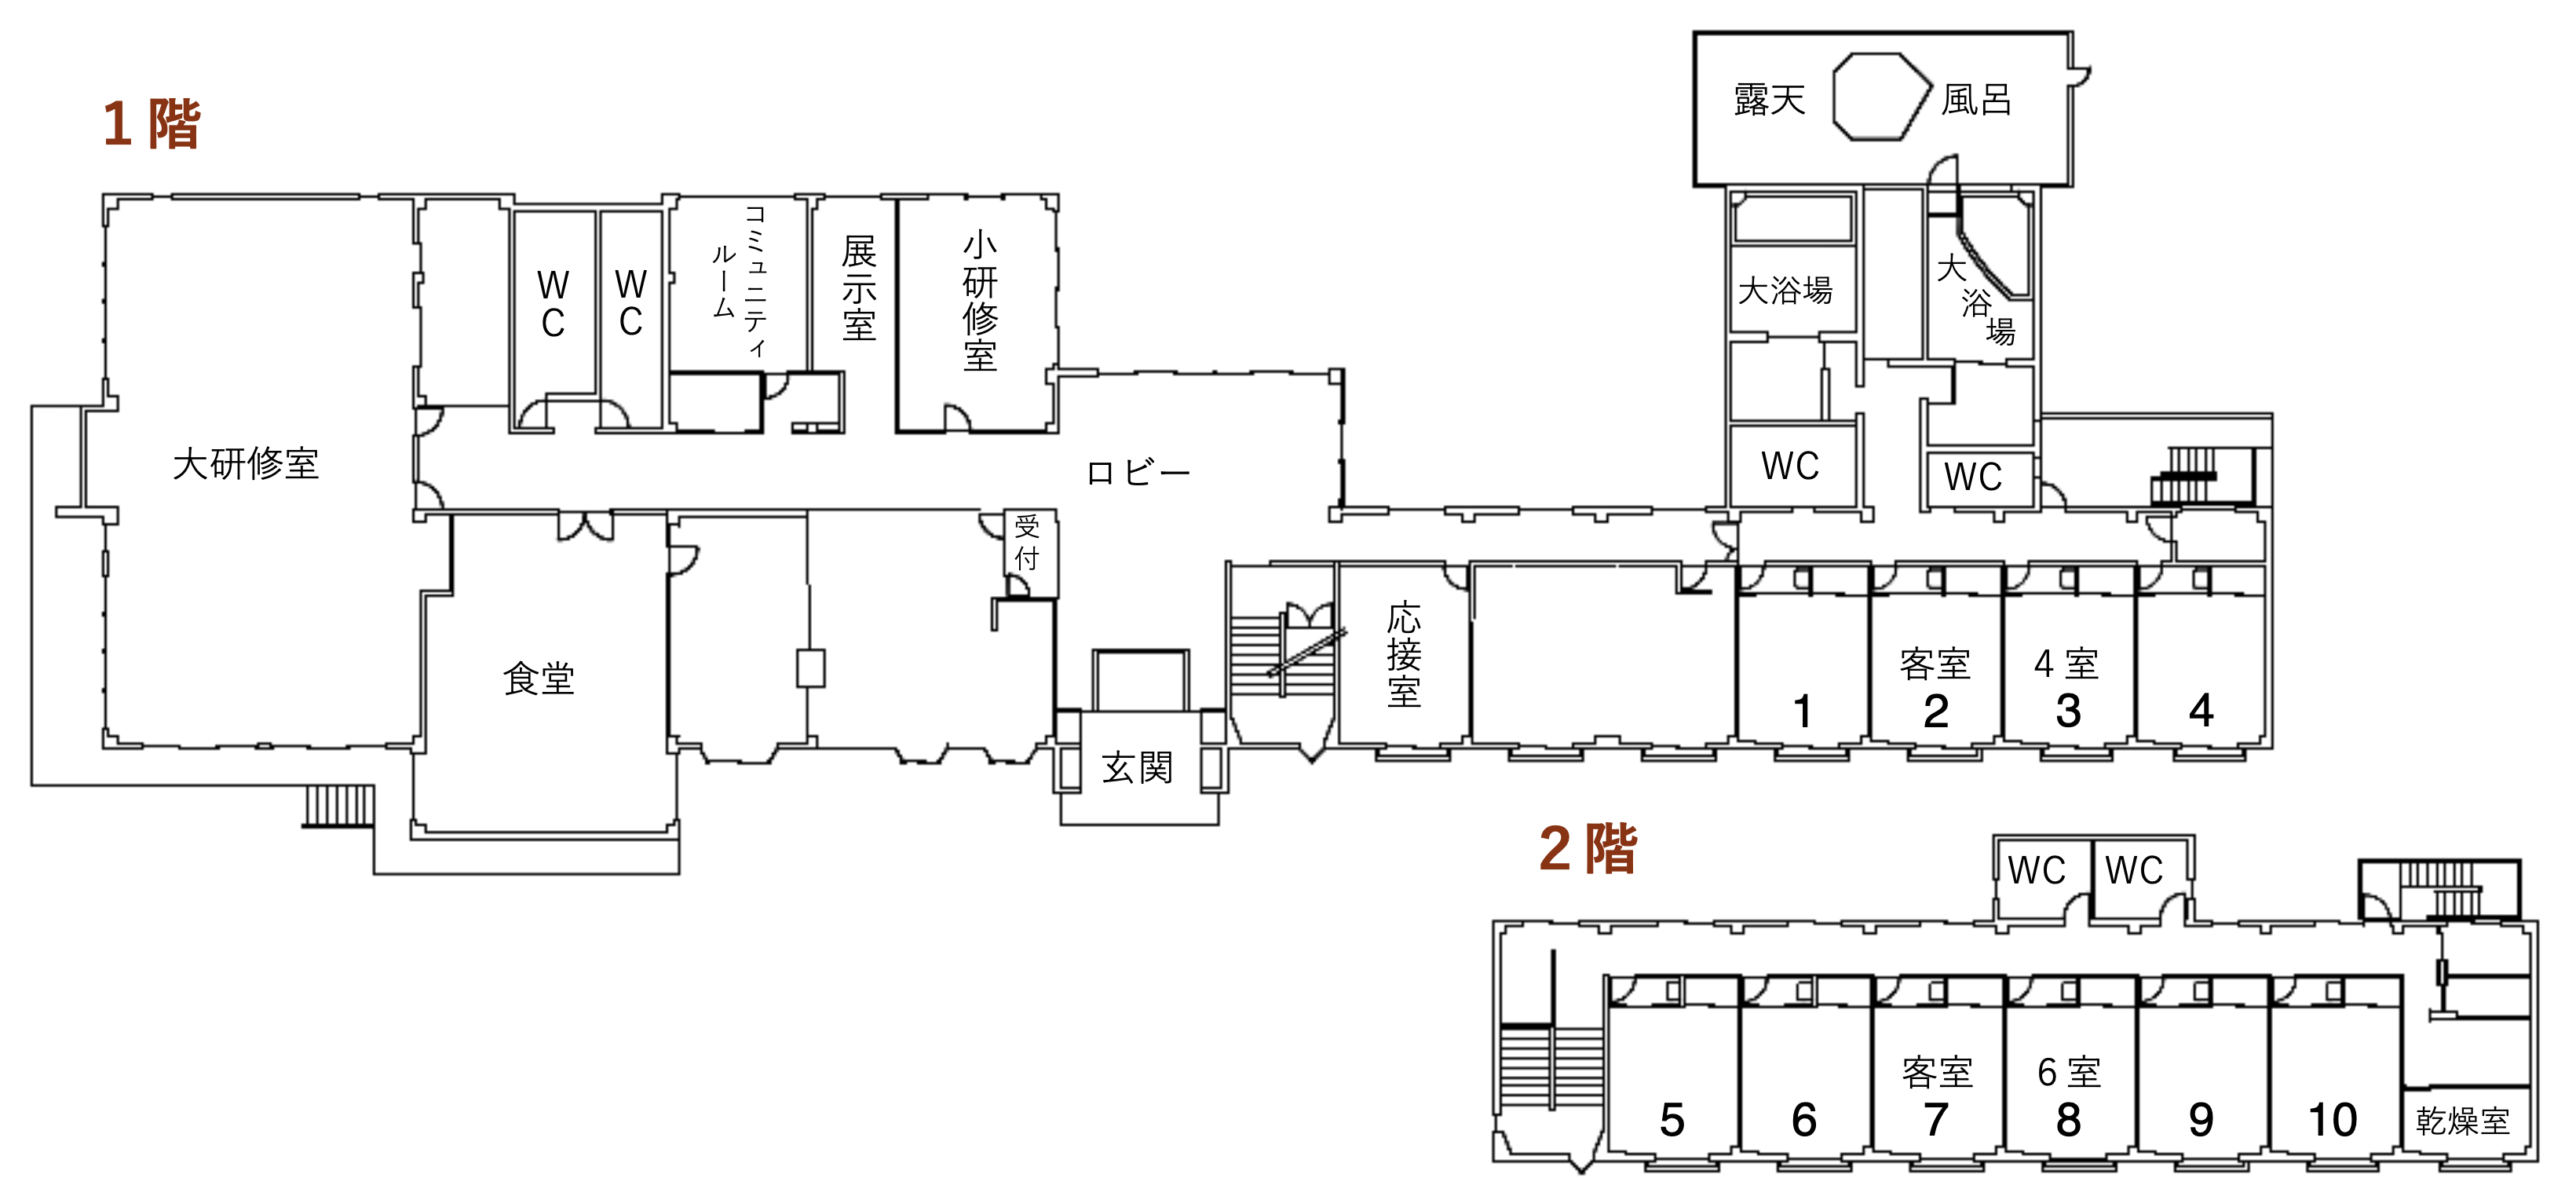 1階
露天 風呂
WC
WC
コミュニティ
ルーム
展示室
小研修室
大浴場
大浴場
大研修室
ロビー
WC
WC
受付
食堂
応接室
客室 4室
1 2 3 4
玄関
2階
WC WC
客室 6室
5 6 7 8 9 10
乾燥室